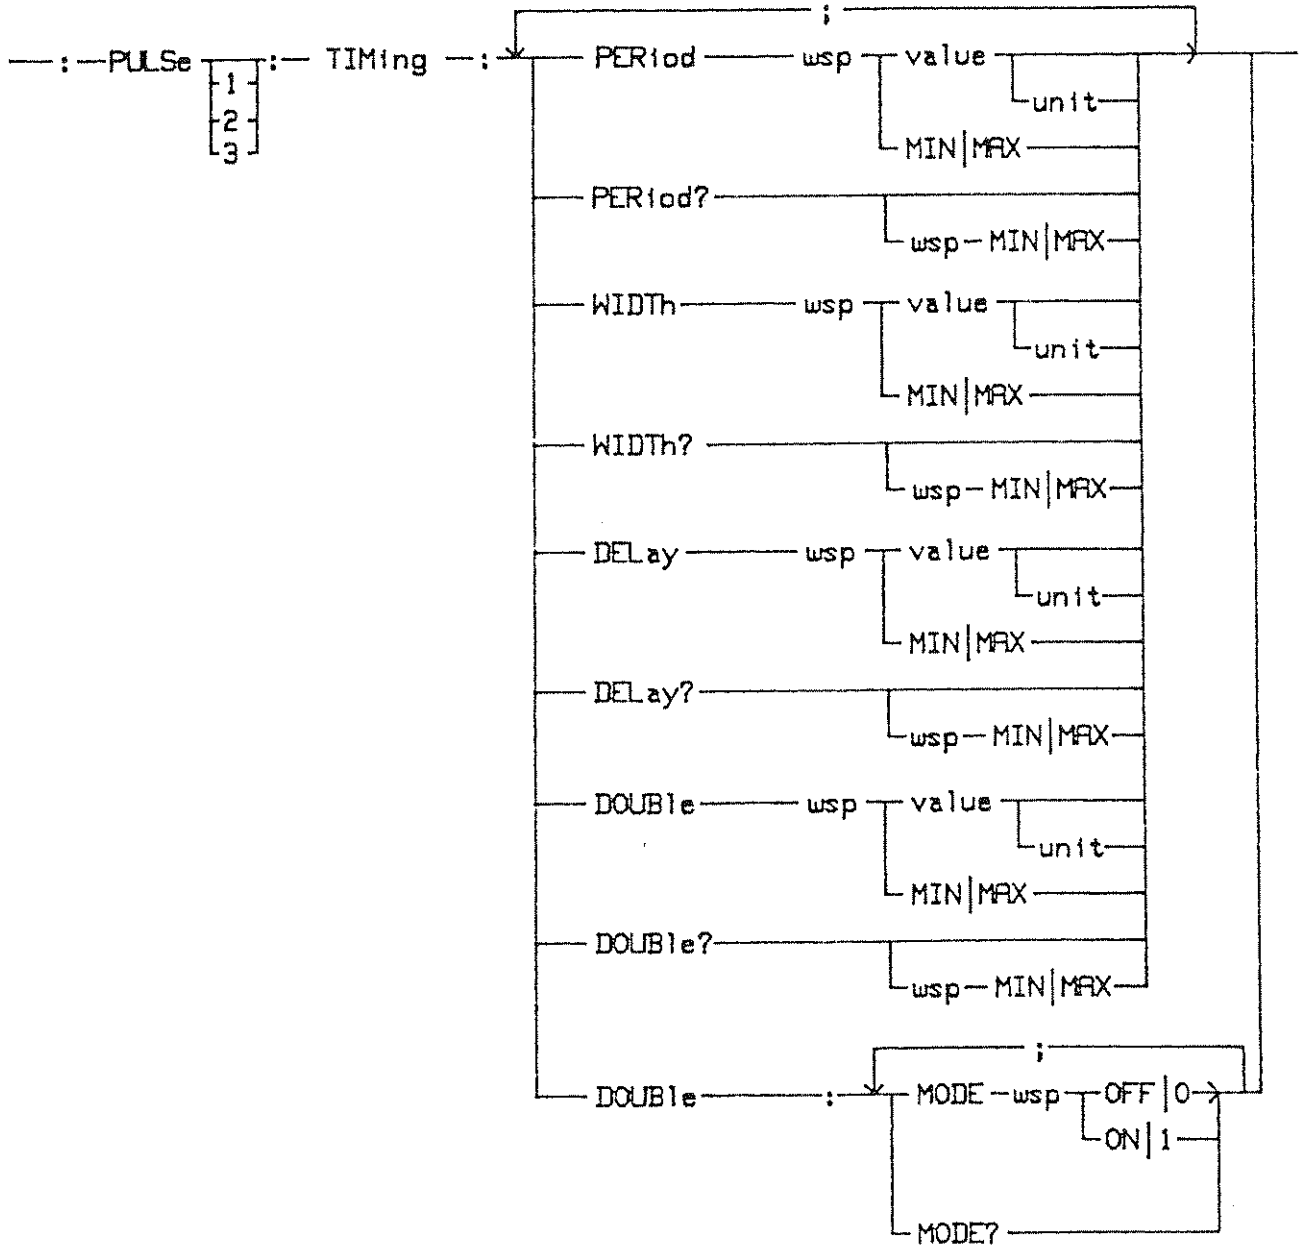 ;
: PULSe : TIMing : PERiod wsp value
1 unit
2
3 MIN|MAX
PERiod?
wsp MIN|MAX
WIDTh wsp value
unit
MIN|MAX
WIDTh?
wsp MIN|MAX
DELay wsp value
unit
MIN|MAX
DELay?
wsp MIN|MAX
DOUBle wsp value
unit
MIN|MAX
DOUBle?
wsp MIN|MAX
;
DOUBle : MODE wsp OFF|0
ON|1
MODE?